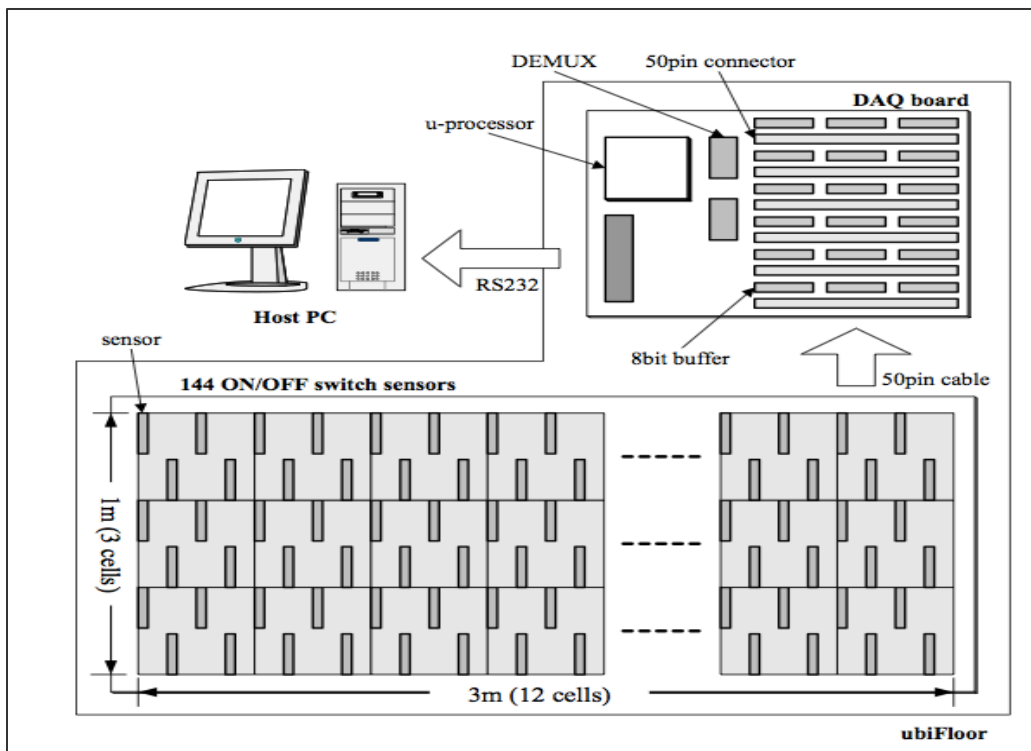 DEMUX
50pin connector
DAQ board
u-processor
RS232
Host PC
sensor
8bit buffer
50pin cable
144 ON/OFF switch sensors
1m (3 cells)
3m (12 cells)
ubiFloor